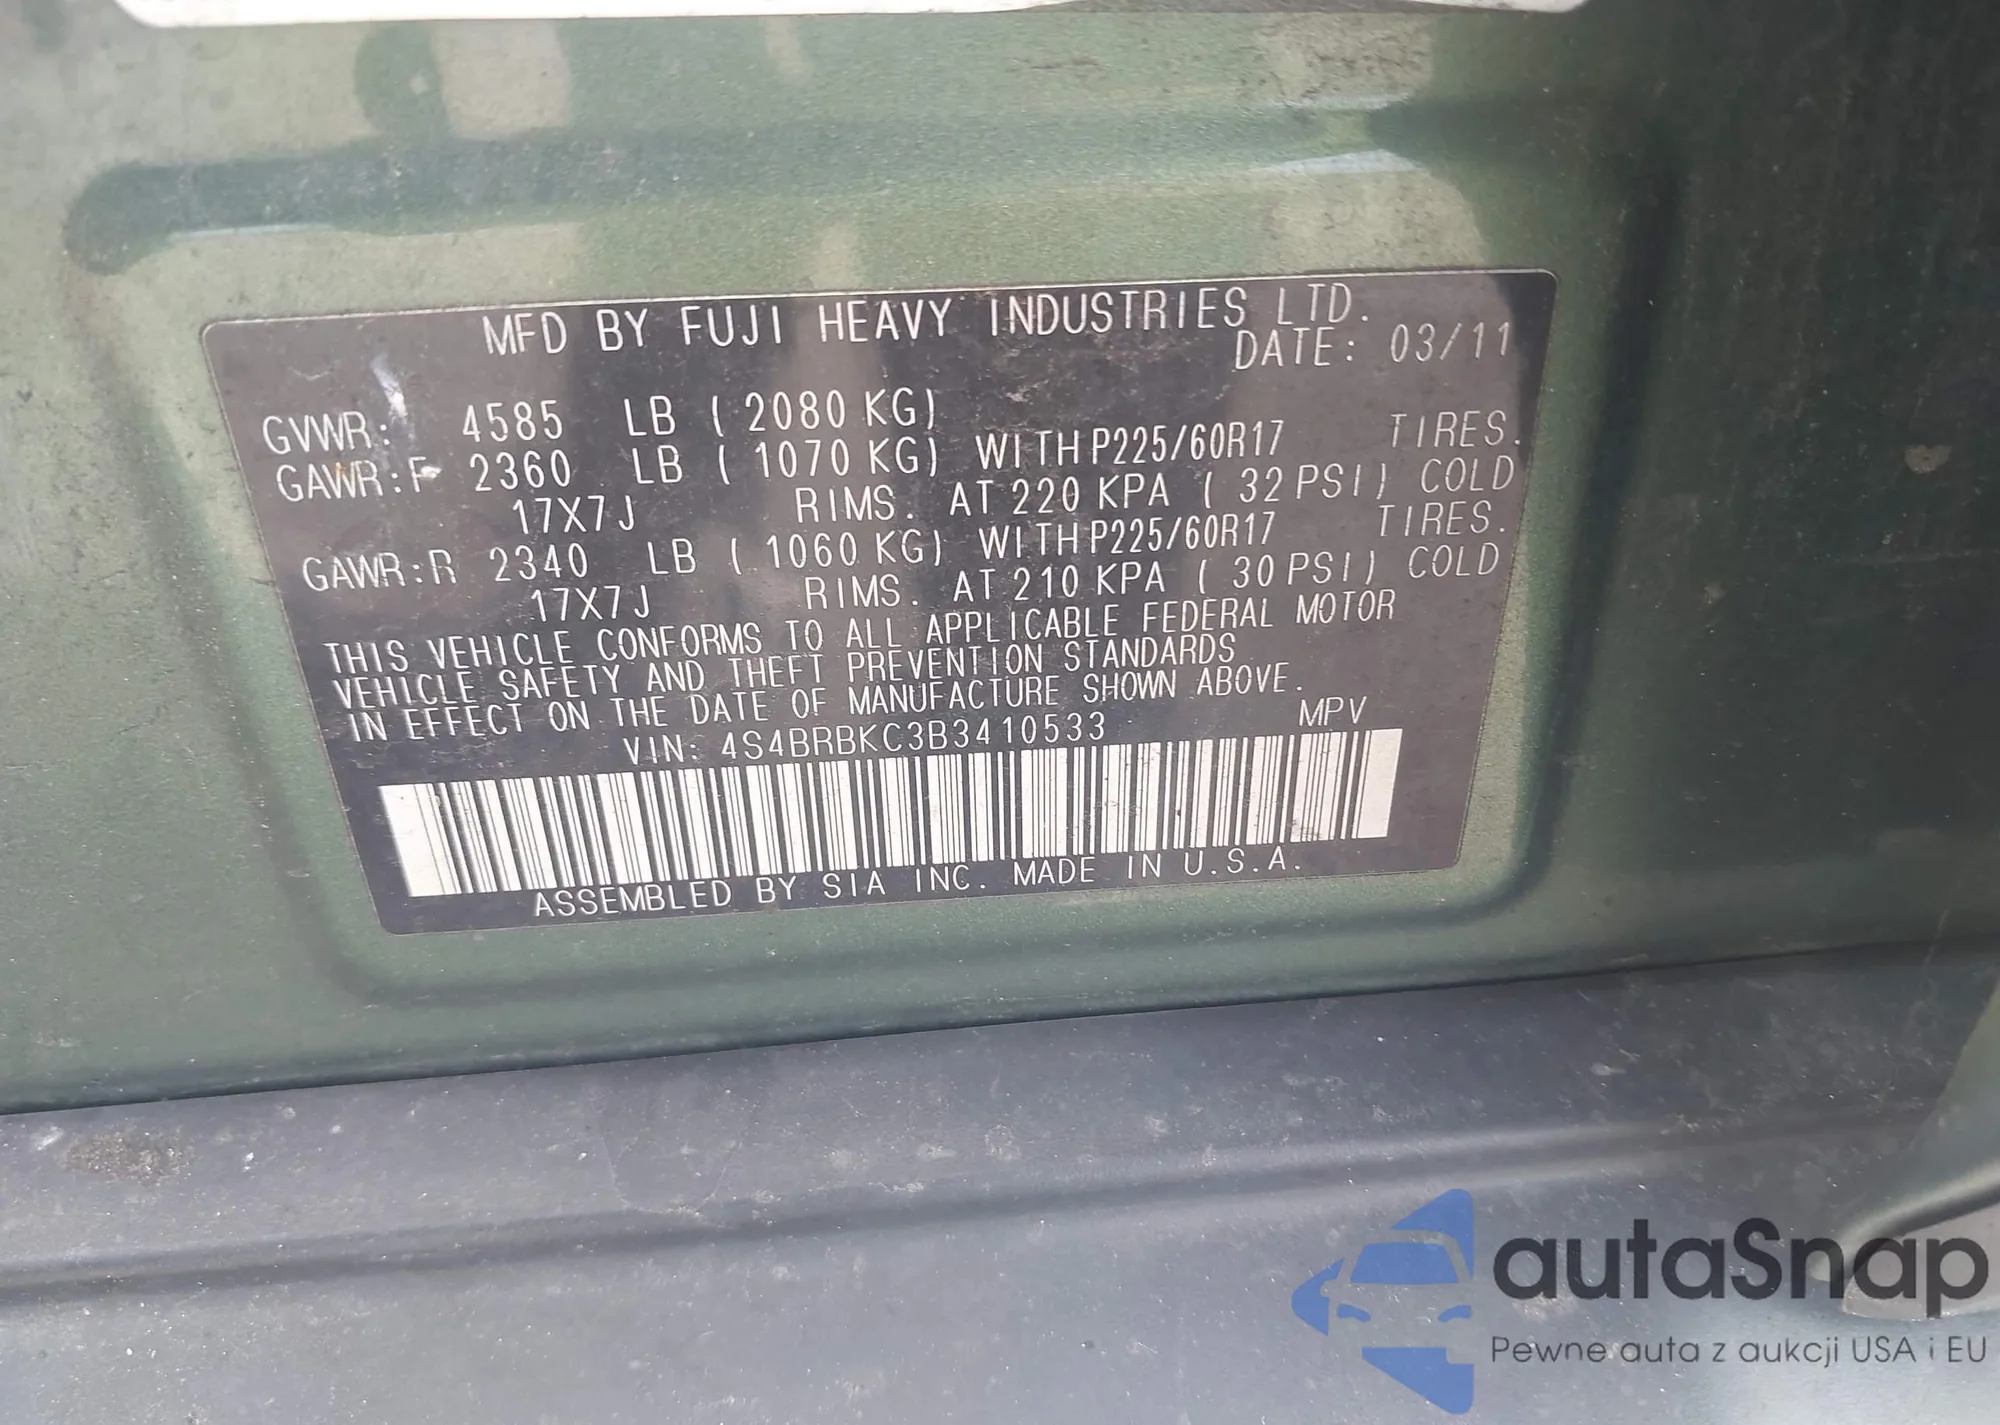 MFD BY FUJI HEAVY INDUSTRIES LTD.
DATE: 03/11
GVWR: 4585 LB ( 2080 KG)
GAWR:F 2360 LB ( 1070 KG) WITH P225/60R17 TIRES.
17X7J RIMS. AT 220 KPA ( 32 PSI) COLD
GAWR:R 2340 LB ( 1060 KG) WITH P225/60R17 TIRES.
17X7J RIMS. AT 210 KPA ( 30 PSI) COLD
THIS VEHICLE CONFORMS TO ALL APPLICABLE FEDERAL MOTOR
VEHICLE SAFETY AND THEFT PREVENTION STANDARDS
IN EFFECT ON THE DATE OF MANUFACTURE SHOWN ABOVE.
VIN: 4S4BRBKC3B3410533 MPV
ASSEMBLED BY SIA INC. MADE IN U.S.A.
autaSnap
Pewne auta z aukcji USA i EU